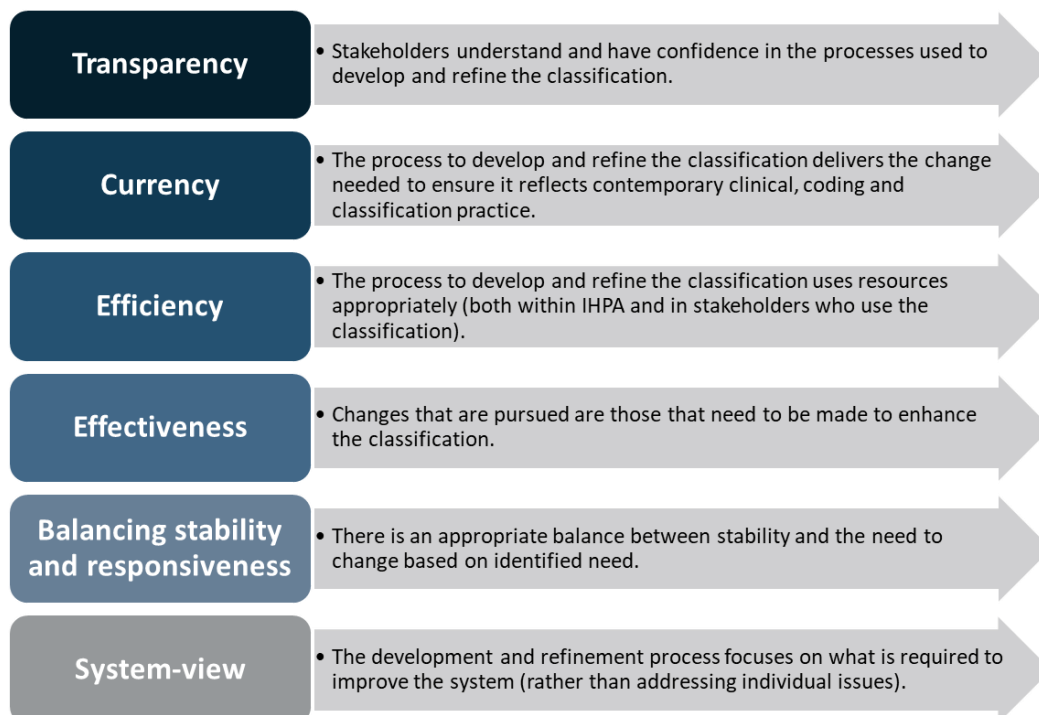 Transparency
• Stakeholders understand and have confidence in the processes used to
develop and refine the classification.
Currency
• The process to develop and refine the classification delivers the change
needed to ensure it reflects contemporary clinical, coding and
classification practice.
Efficiency
• The process to develop and refine the classification uses resources
appropriately (both within IHPA and in stakeholders who use the
classification).
Effectiveness
• Changes that are pursued are those that need to be made to enhance
the classification.
Balancing stability
and responsiveness
• There is an appropriate balance between stability and the need to
change based on identified need.
System-view
• The development and refinement process focuses on what is required to
improve the system (rather than addressing individual issues).